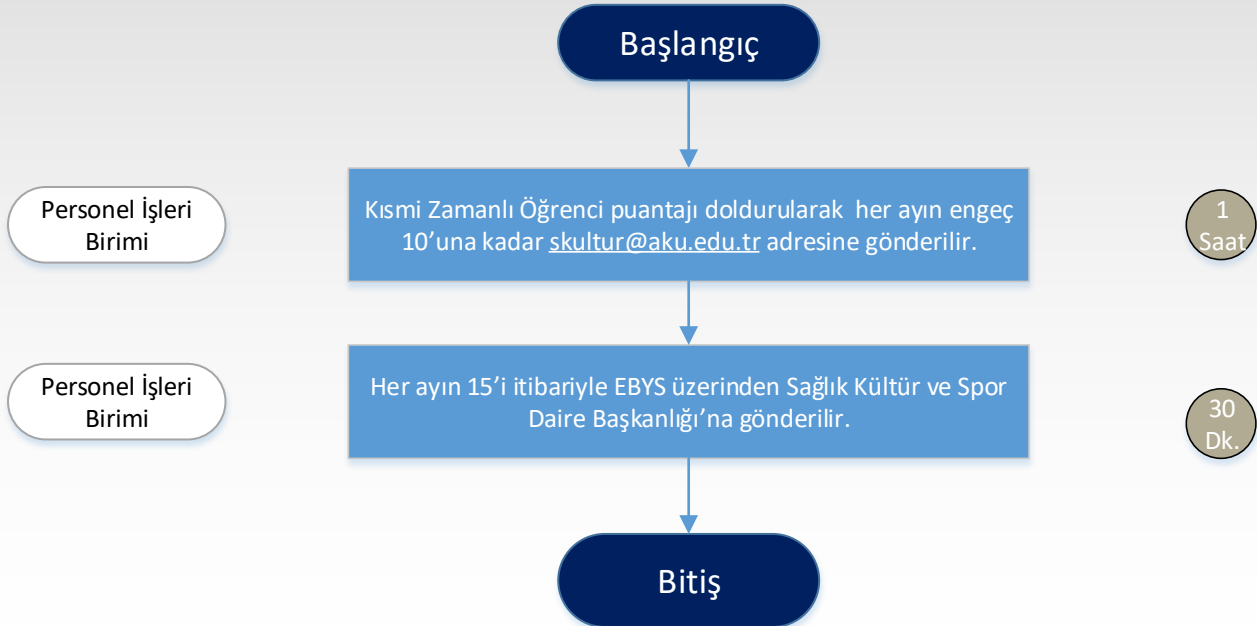 Başlangıç
Personel İşleri
Birimi
Kısmi Zamanlı Öğrenci puantajı doldurularak  her ayın engeç
10’una kadar skultur@aku.edu.tr adresine gönderilir.
1
Saat
Personel İşleri
Birimi
Her ayın 15’i itibariyle EBYS üzerinden Sağlık Kültür ve Spor
Daire Başkanlığı’na gönderilir.
30
Dk.
Bitiş